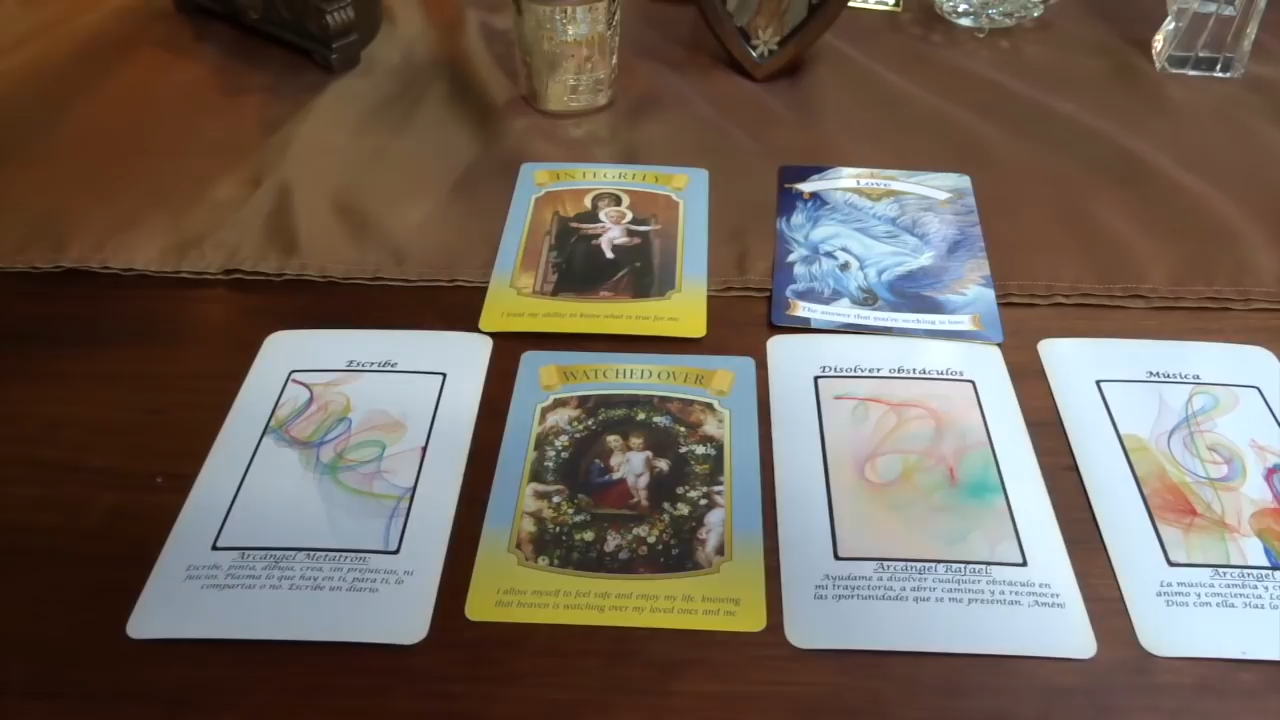 INTEGRITY
I trust my ability to know what is true for me
Love
The answer that you're seeking is love.
Escribe
Arcángel Metatrón:
Escribe, pinta, dibuja, crea, sin prejuicios, ni
juicios. Plasma lo que hay en ti, para ti, lo
compartas o no. Escribe un diario.
WATCHED OVER
I allow myself to feel safe and enjoy my life, knowing
that heaven is watching over my loved ones and me
Disolver obstáculos
Arcángel Rafael:
Ayúdame a disolver cualquier obstáculo en
mi trayectoria, a abrir caminos y a reconocer
las oportunidades que se me presentan. ¡Amén!
Música
Arcángel
La música cambia y
ánimo y conciencia.
Dios con ella. Haz lo